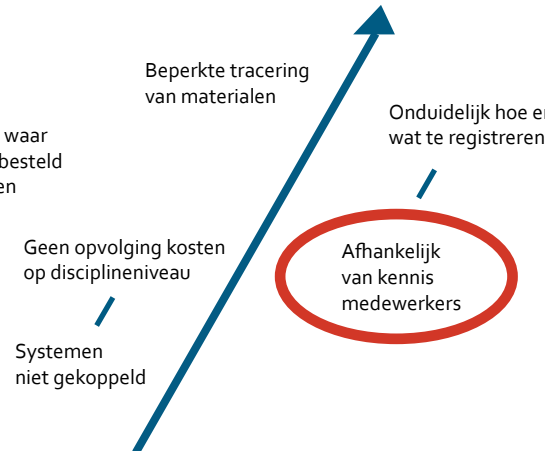 Beperkte tracering
van materialen
waar
besteld
Onduidelijk hoe
wat te registreren
Geen opvolging kosten
op disciplineniveau
Afhankelijk
van kennis
medewerkers
Systemen
niet gekoppeld